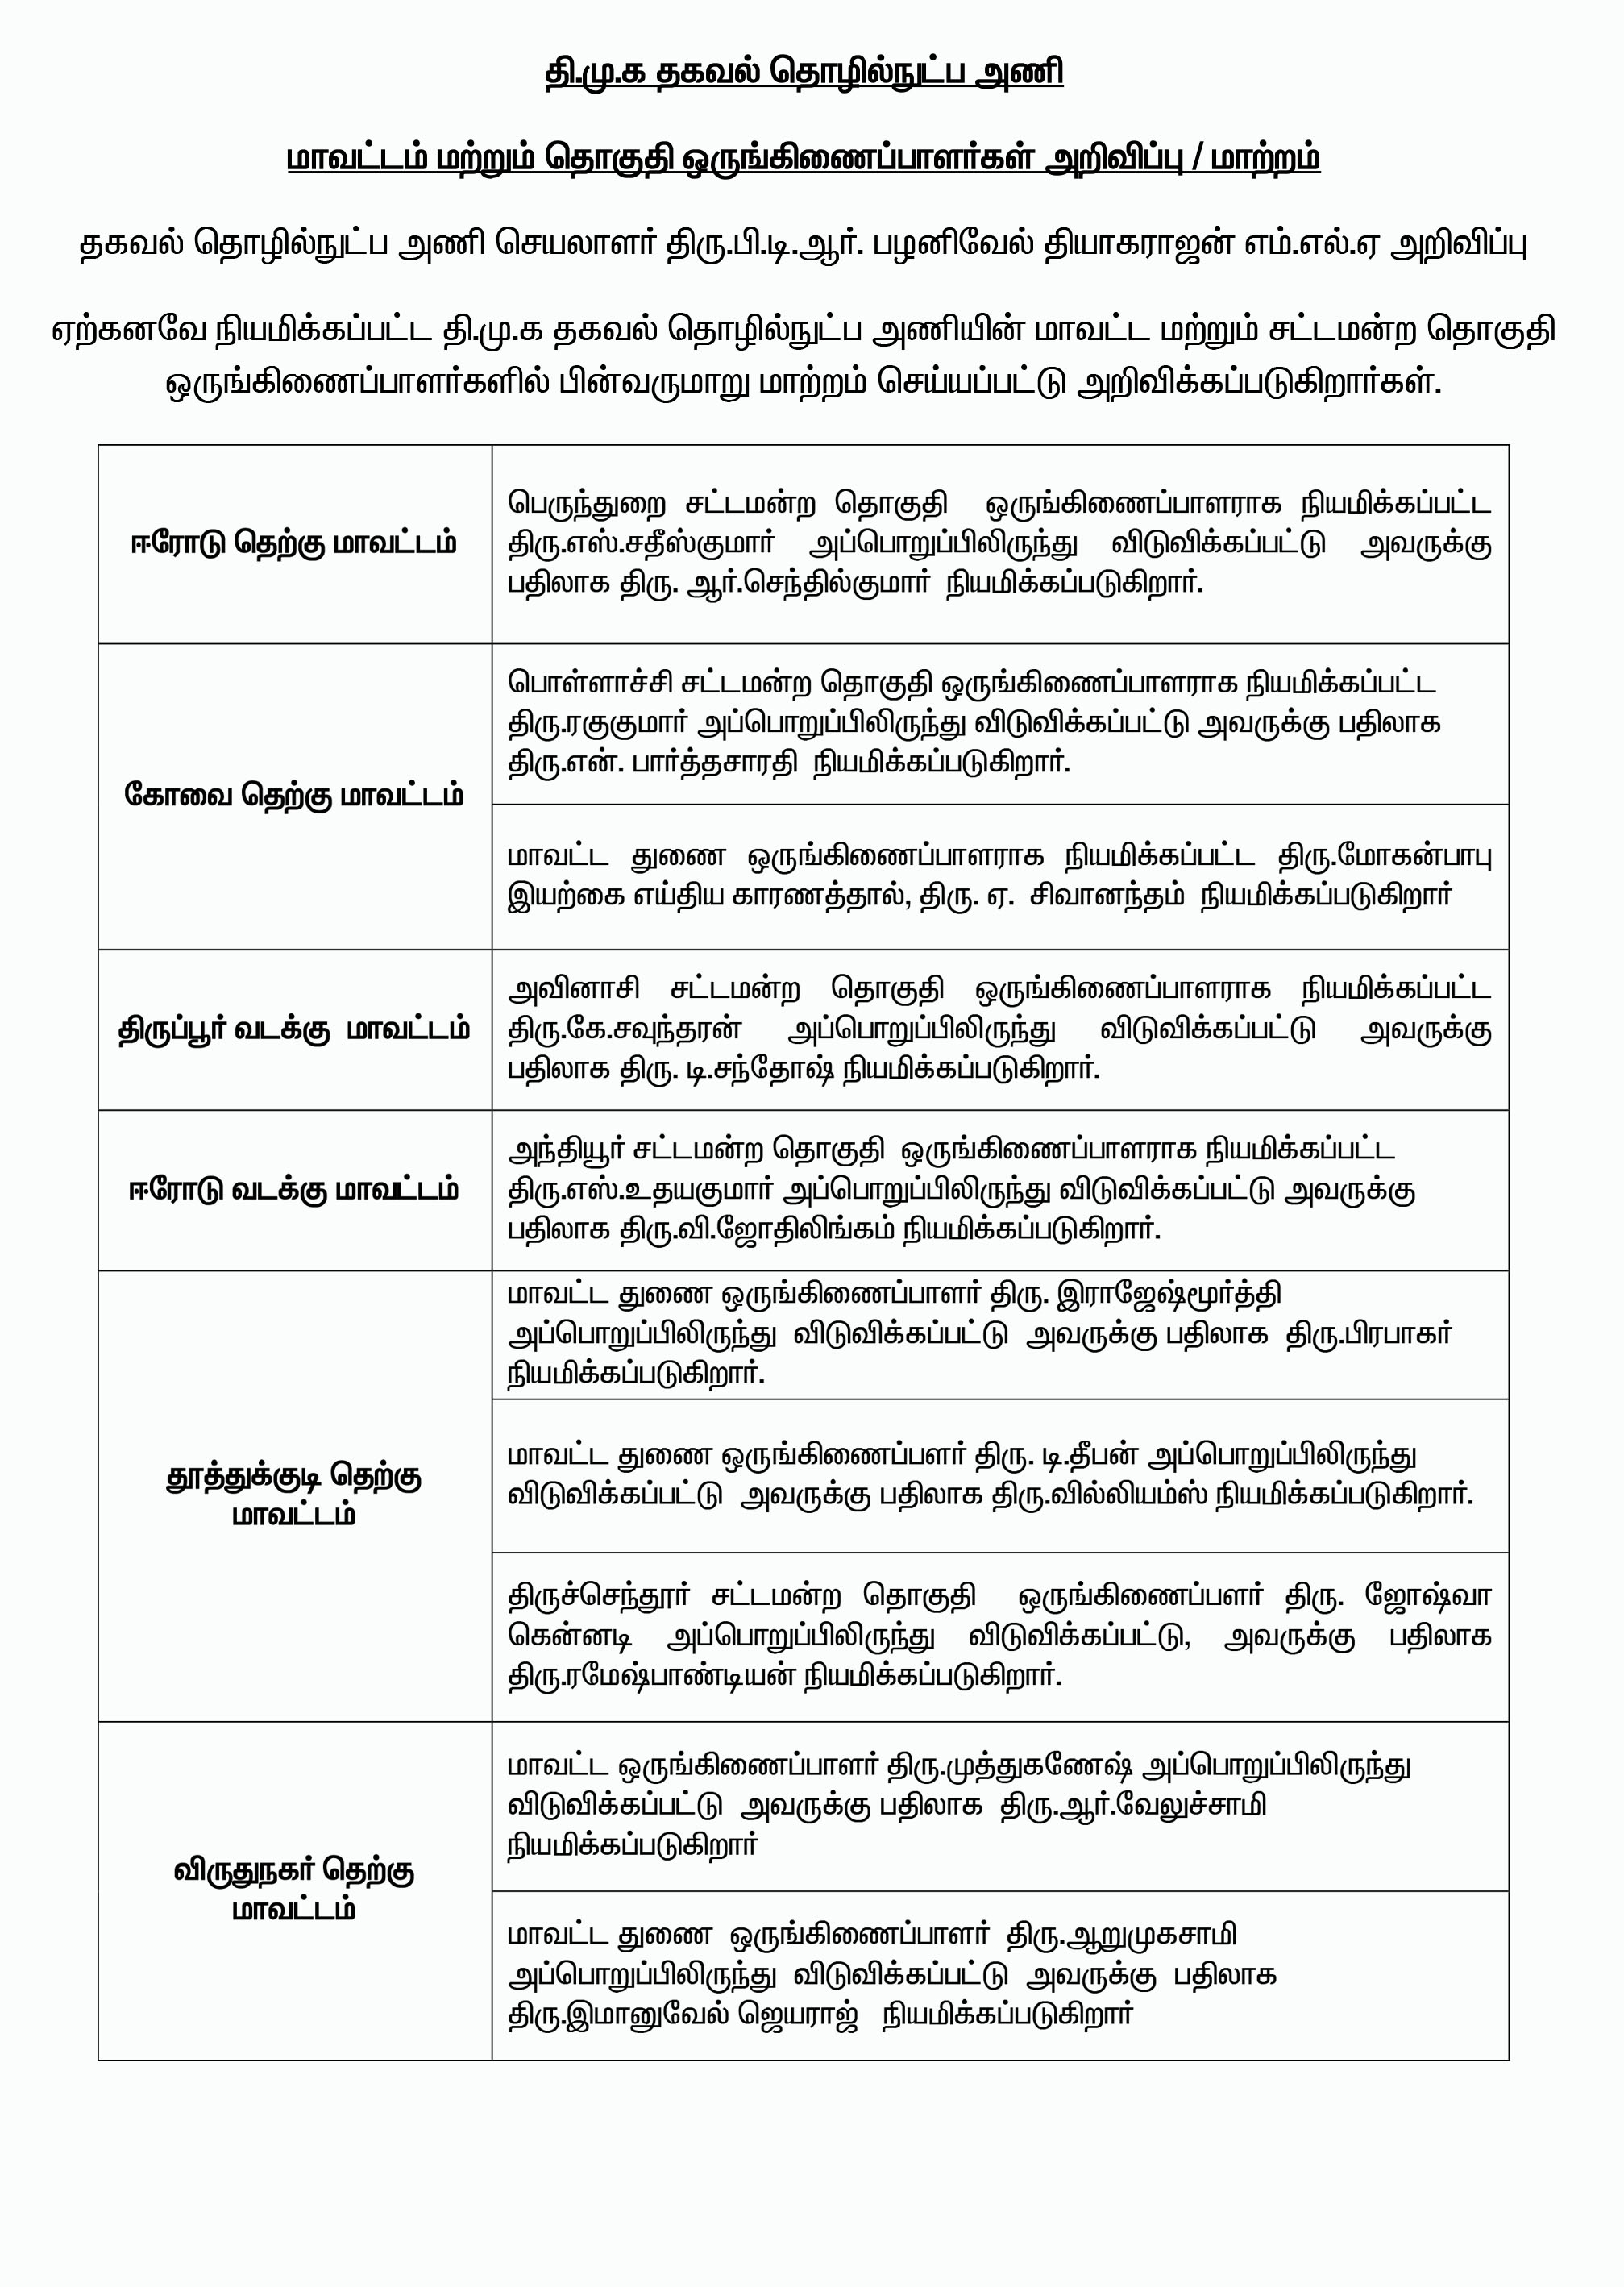 தி.மு.க தகவல் தொழில்நுட்ப அணி
மாவட்டம் மற்றும் தொகுதி ஒருங்கிணைப்பாளர்கள் அறிவிப்பு / மாற்றம்
தகவல் தொழில்நுட்ப அணி செயலாளர் திரு.பி.டி.ஆர். பழனிவேல் தியாகராஜன் எம்.எல்.ஏ அறிவிப்பு
ஏற்கனவே நியமிக்கப்பட்ட தி.மு.க தகவல் தொழில்நுட்ப அணியின் மாவட்ட மற்றும் சட்டமன்ற தொகுதி
ஒருங்கிணைப்பாளர்களில் பின்வருமாறு மாற்றம் செய்யப்பட்டு அறிவிக்கப்படுகிறார்கள்.
ஈரோடு தெற்கு மாவட்டம்
பெருந்துறை சட்டமன்ற தொகுதி ஒருங்கிணைப்பாளராக நியமிக்கப்பட்ட
திரு.எஸ்.சதீஸ்குமார் அப்பொறுப்பிலிருந்து விடுவிக்கப்பட்டு அவருக்கு
பதிலாக திரு. ஆர்.செந்தில்குமார் நியமிக்கப்படுகிறார்.
கோவை தெற்கு மாவட்டம்
பொள்ளாச்சி சட்டமன்ற தொகுதி ஒருங்கிணைப்பாளராக நியமிக்கப்பட்ட
திரு.ரகுகுமார் அப்பொறுப்பிலிருந்து விடுவிக்கப்பட்டு அவருக்கு பதிலாக
திரு.என். பார்த்தசாரதி நியமிக்கப்படுகிறார்.
மாவட்ட துணை ஒருங்கிணைப்பாளராக நியமிக்கப்பட்ட திரு.மோகன்பாபு
இயற்கை எய்திய காரணத்தால், திரு. ஏ. சிவானந்தம் நியமிக்கப்படுகிறார்
திருப்பூர் வடக்கு மாவட்டம்
அவினாசி சட்டமன்ற தொகுதி ஒருங்கிணைப்பாளராக நியமிக்கப்பட்ட
திரு.கே.சவுந்தரன் அப்பொறுப்பிலிருந்து விடுவிக்கப்பட்டு அவருக்கு
பதிலாக திரு. டி.சந்தோஷ் நியமிக்கப்படுகிறார்.
ஈரோடு வடக்கு மாவட்டம்
அந்தியூர் சட்டமன்ற தொகுதி ஒருங்கிணைப்பாளராக நியமிக்கப்பட்ட
திரு.எஸ்.உதயகுமார் அப்பொறுப்பிலிருந்து விடுவிக்கப்பட்டு அவருக்கு
பதிலாக திரு.வி.ஜோதிலிங்கம் நியமிக்கப்படுகிறார்.
தூத்துக்குடி தெற்கு
மாவட்டம்
மாவட்ட துணை ஒருங்கிணைப்பாளர் திரு. இராஜேஷ்மூர்த்தி
அப்பொறுப்பிலிருந்து விடுவிக்கப்பட்டு அவருக்கு பதிலாக திரு.பிரபாகர்
நியமிக்கப்படுகிறார்.
மாவட்ட துணை ஒருங்கிணைப்பளர் திரு. டி.தீபன் அப்பொறுப்பிலிருந்து
விடுவிக்கப்பட்டு அவருக்கு பதிலாக திரு.வில்லியம்ஸ் நியமிக்கப்படுகிறார்.
திருச்செந்தூர் சட்டமன்ற தொகுதி ஒருங்கிணைப்பளர் திரு. ஜோஷ்வா
கென்னடி அப்பொறுப்பிலிருந்து விடுவிக்கப்பட்டு, அவருக்கு பதிலாக
திரு.ரமேஷ்பாண்டியன் நியமிக்கப்படுகிறார்.
விருதுநகர் தெற்கு
மாவட்டம்
மாவட்ட ஒருங்கிணைப்பாளர் திரு.முத்துகணேஷ் அப்பொறுப்பிலிருந்து
விடுவிக்கப்பட்டு அவருக்கு பதிலாக திரு.ஆர்.வேலுச்சாமி
நியமிக்கப்படுகிறார்
மாவட்ட துணை ஒருங்கிணைப்பாளர் திரு.ஆறுமுகசாமி
அப்பொறுப்பிலிருந்து விடுவிக்கப்பட்டு அவருக்கு பதிலாக
திரு.இமானுவேல் ஜெயராஜ் நியமிக்கப்படுகிறார்